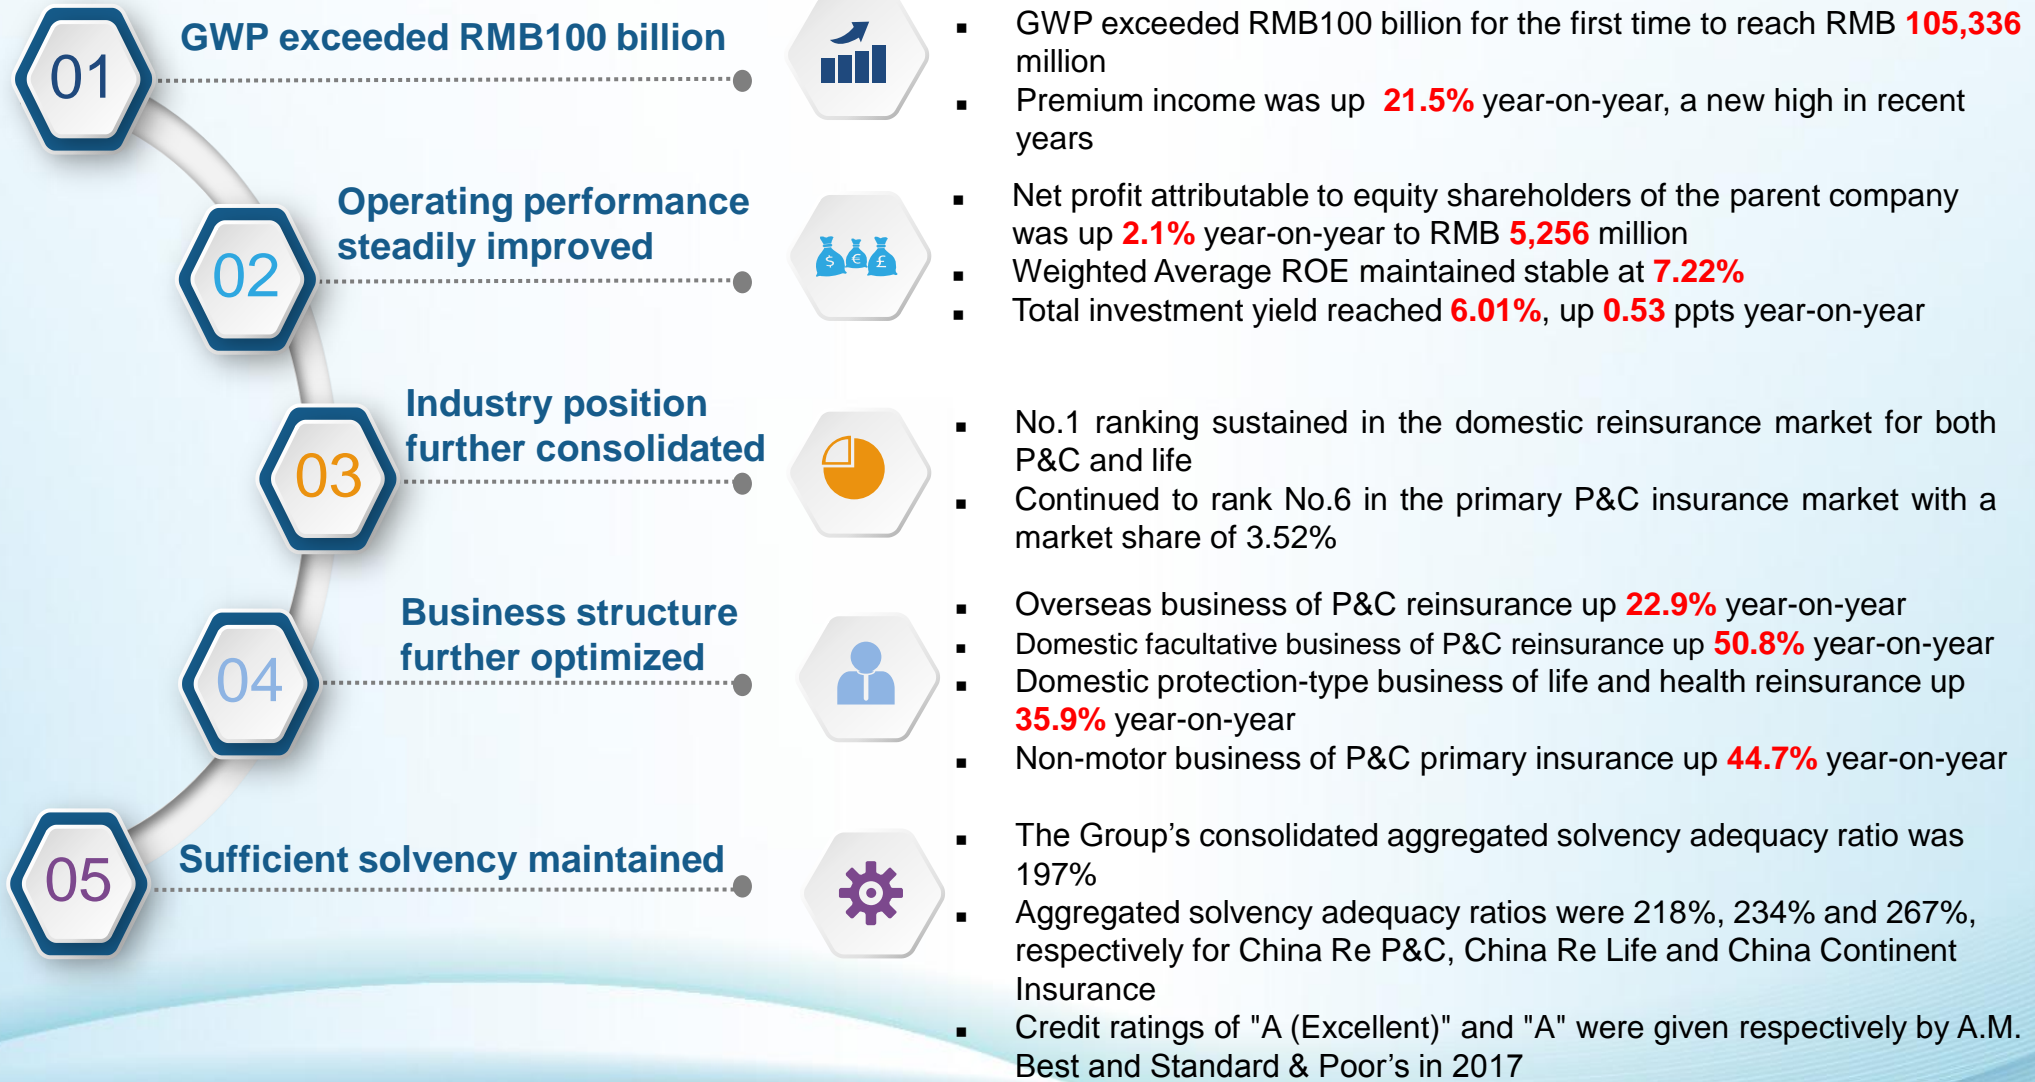 01
GWP exceeded RMB100 billion
▪ GWP exceeded RMB100 billion for the first time to reach RMB 105,336
million
▪ Premium income was up 21.5% year-on-year, a new high in recent
years
02
Operating performance
steadily improved
$ € £
▪ Net profit attributable to equity shareholders of the parent company
was up 2.1% year-on-year to RMB 5,256 million
▪ Weighted Average ROE maintained stable at 7.22%
▪ Total investment yield reached 6.01%, up 0.53 ppts year-on-year
03
Industry position
further consolidated
▪ No.1 ranking sustained in the domestic reinsurance market for both
P&C and life
▪ Continued to rank No.6 in the primary P&C insurance market with a
market share of 3.52%
04
Business structure
further optimized
▪ Overseas business of P&C reinsurance up 22.9% year-on-year
▪ Domestic facultative business of P&C reinsurance up 50.8% year-on-year
▪ Domestic protection-type business of life and health reinsurance up
35.9% year-on-year
▪ Non-motor business of P&C primary insurance up 44.7% year-on-year
05
Sufficient solvency maintained
▪ The Group’s consolidated aggregated solvency adequacy ratio was
197%
▪ Aggregated solvency adequacy ratios were 218%, 234% and 267%,
respectively for China Re P&C, China Re Life and China Continent
Insurance
▪ Credit ratings of "A (Excellent)" and "A" were given respectively by A.M.
Best and Standard & Poor’s in 2017